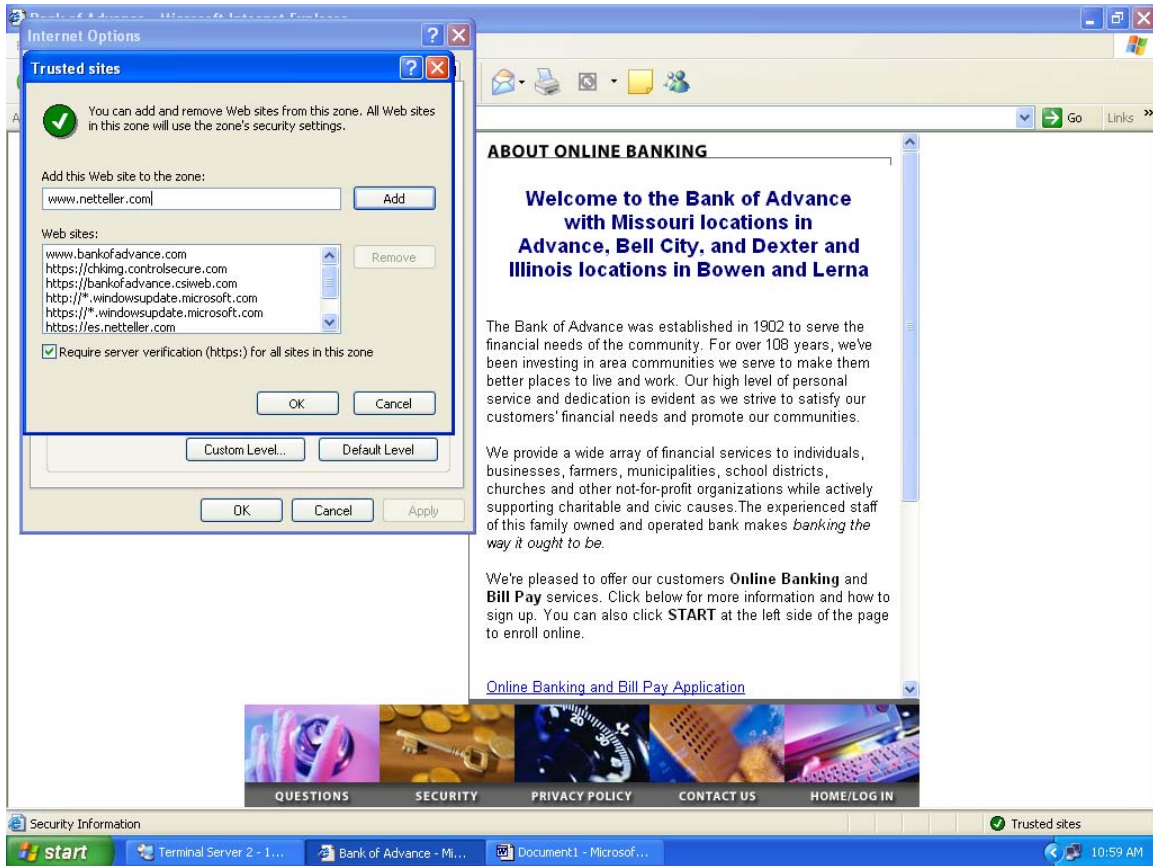 Internet Options
Trusted sites
You can add and remove Web sites from this zone. All Web sites
in this zone will use the zone's security settings.
Add this Web site to the zone:
www.netteller.com
Add
Web sites:
www.bankofadvance.com
https://chkimg.controlsecure.com
https://bankofadvance.csiweb.com
http://*.windowsupdate.microsoft.com
https://*.windowsupdate.microsoft.com
https://es.netteller.com
Remove
Require server verification (https:) for all sites in this zone
OK
Cancel
Custom Level...
Default Level
OK
Cancel
Apply
Go
Links »
ABOUT ONLINE BANKING
Welcome to the Bank of Advance
with Missouri locations in
Advance, Bell City, and Dexter and
Illinois locations in Bowen and Lerna
The Bank of Advance was established in 1902 to serve the
financial needs of the community. For over 108 years, we've
been investing in area communities we serve to make them
better places to live and work. Our high level of personal
service and dedication is evident as we strive to satisfy our
customers' financial needs and promote our communities.
We provide a wide array of financial services to individuals,
businesses, farmers, municipalities, school districts,
churches and other not-for-profit organizations while actively
supporting charitable and civic causes.The experienced staff
of this family owned and operated bank makes banking the
way it ought to be.
We're pleased to offer our customers Online Banking and
Bill Pay services. Click below for more information and how to
sign up. You can also click START at the left side of the page
to enroll online.
Online Banking and Bill Pay Application
QUESTIONS
SECURITY
PRIVACY POLICY
CONTACT US
HOME/LOG IN
Security Information
Trusted sites
start
Terminal Server 2 - 1...
Bank of Advance - Mi...
Document1 - Microsof...
10:59 AM